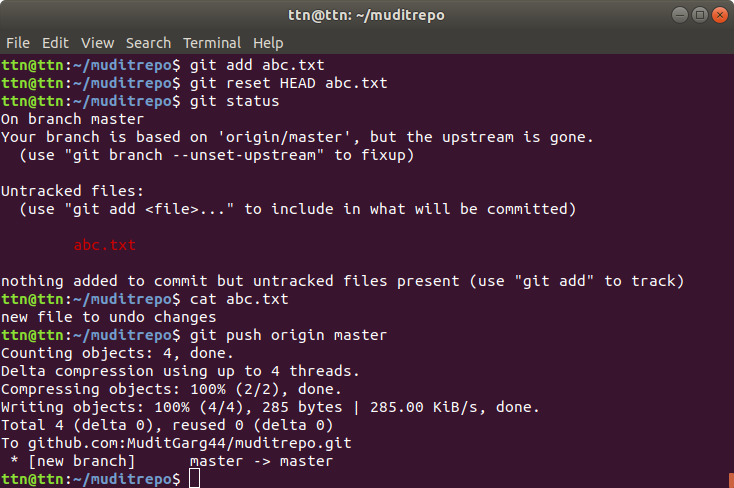 ttn@ttn: ~/muditrepo
File Edit View Search Terminal Help
ttn@ttn:~/muditrepo$ git add abc.txt
ttn@ttn:~/muditrepo$ git reset HEAD abc.txt
ttn@ttn:~/muditrepo$ git status
On branch master
Your branch is based on 'origin/master', but the upstream is gone.
  (use "git branch --unset-upstream" to fixup)

Untracked files:
  (use "git add <file>..." to include in what will be committed)

        abc.txt

nothing added to commit but untracked files present (use "git add" to track)
ttn@ttn:~/muditrepo$ cat abc.txt
new file to undo changes
ttn@ttn:~/muditrepo$ git push origin master
Counting objects: 4, done.
Delta compression using up to 4 threads.
Compressing objects: 100% (2/2), done.
Writing objects: 100% (4/4), 285 bytes | 285.00 KiB/s, done.
Total 4 (delta 0), reused 0 (delta 0)
To github.com:MuditGarg44/muditrepo.git
 * [new branch]      master -> master
ttn@ttn:~/muditrepo$